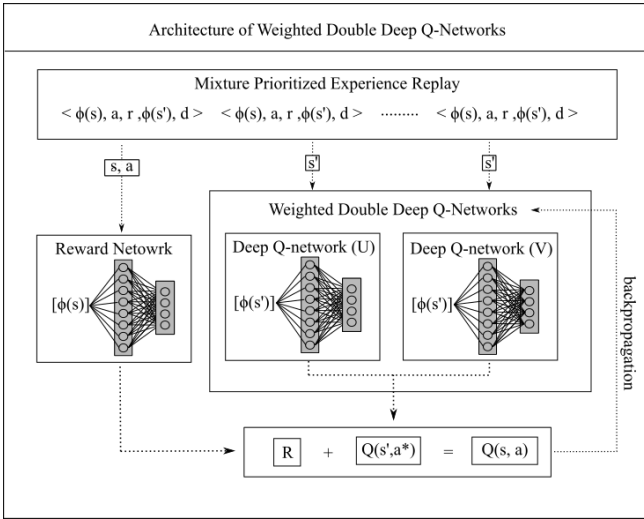 Architecture of Weighted Double Deep Q-Networks
Mixture Prioritized Experience Replay
< ϕ(s), a, r ,ϕ(s'), d > < ϕ(s), a, r ,ϕ(s'), d > ········· < ϕ(s), a, r ,ϕ(s'), d >
s, a s' s'
Weighted Double Deep Q-Networks
Reward Netowrk Deep Q-network (U) Deep Q-network (V)
[ϕ(s)] [ϕ(s')] [ϕ(s')]
backpropagation
R + Q(s',a*) = Q(s, a)